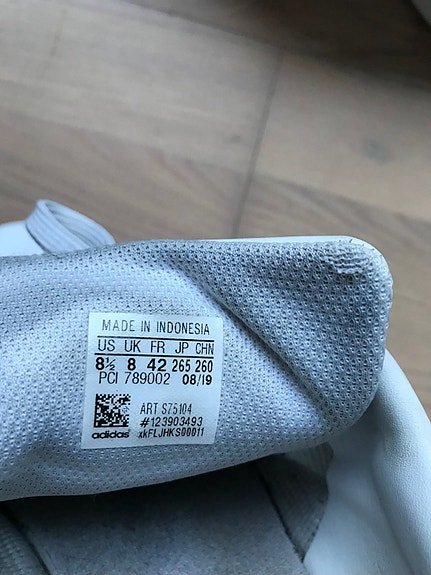 MADE IN INDONESIA
US UK FR JP CHN
8½ 8 42 265 260
PCI 789002 08/19
ART S75104
#123903493
adidas xkFLJHKS00011